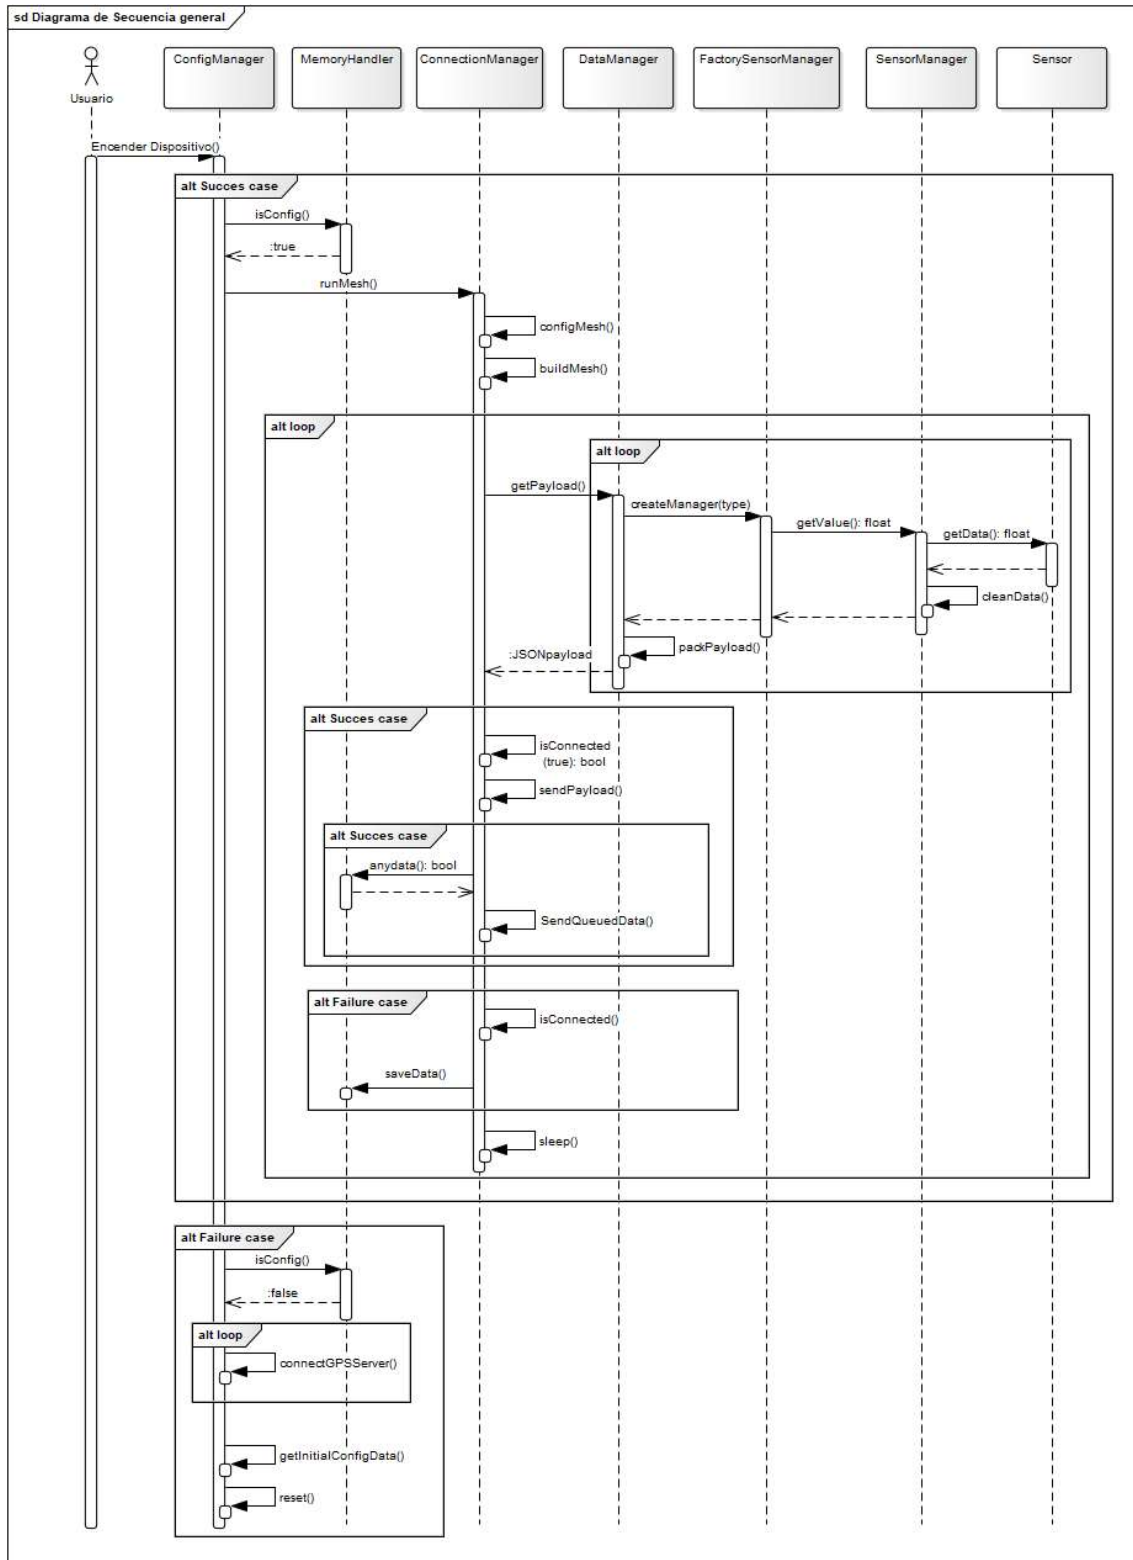 sd Diagrama de Secuencia general
Usuario
ConfigManager
MemoryHandler
ConnectionManager
DataManager
FactorySensorManager
SensorManager
Sensor
Encender Dispositivo()
alt Succes case
isConfig()
:true
runMesh()
configMesh()
buildMesh()
alt loop
alt loop
getPayload()
createManager(type)
getValue(): float
getData(): float
cleanData()
packPayload()
:JSONpayload
alt Succes case
isConnected
(true): bool
sendPayload()
alt Succes case
anydata(): bool
SendQueuedData()
alt Failure case
isConnected()
saveData()
sleep()
alt Failure case
isConfig()
:false
alt loop
connectGPSServer()
getInitialConfigData()
reset()